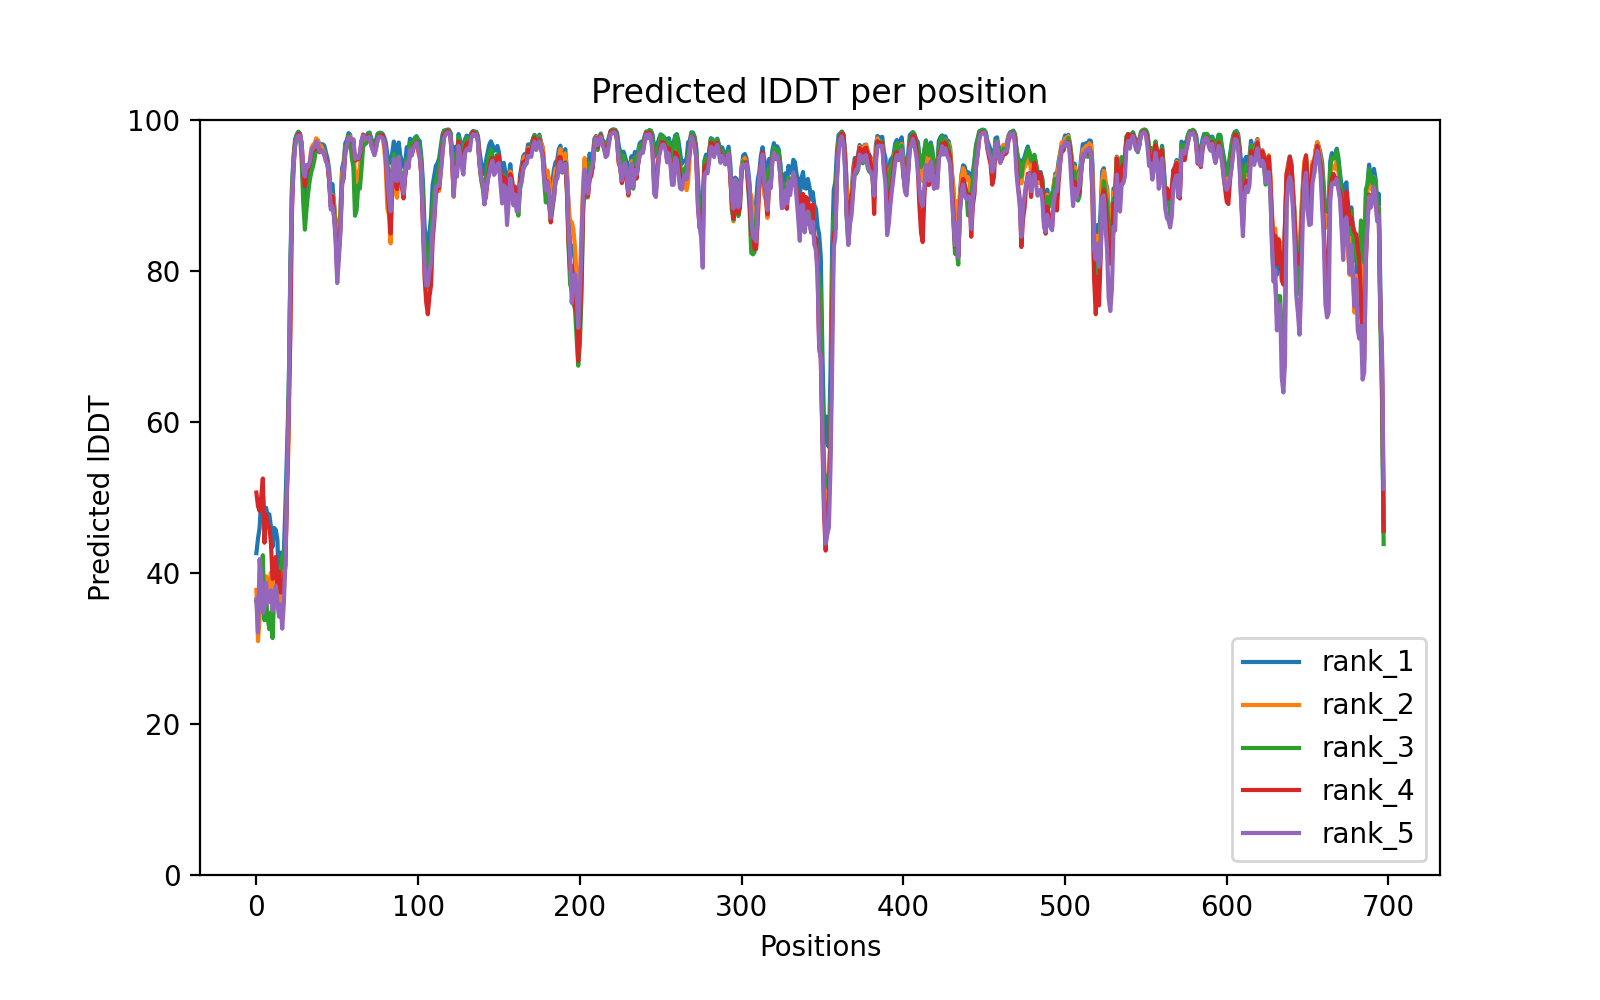 Predicted lDDT per position
100
80
60
40
20
0
Predicted lDDT
0 100 200 300 400 500 600 700
Positions
rank_1
rank_2
rank_3
rank_4
rank_5